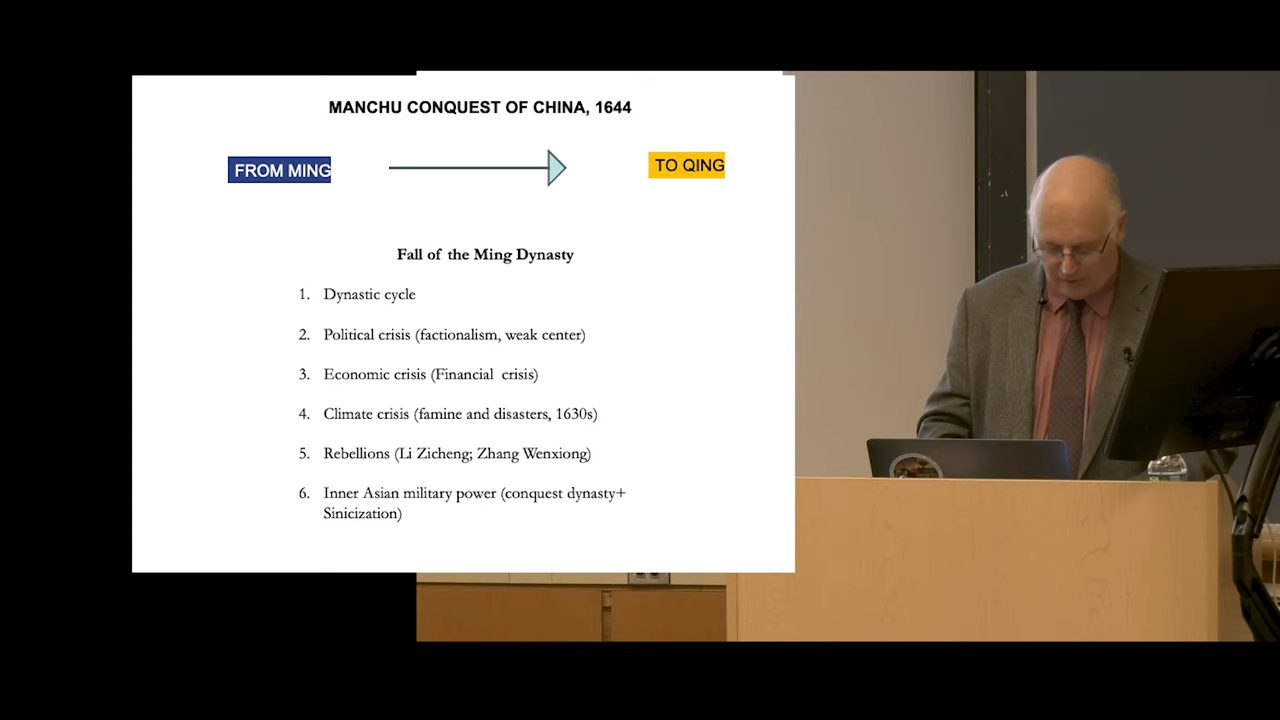 MANCHU CONQUEST OF CHINA, 1644
FROM MING
TO QING
Fall of the Ming Dynasty
1. Dynastic cycle
2. Political crisis (factionalism, weak center)
3. Economic crisis (Financial crisis)
4. Climate crisis (famine and disasters, 1630s)
5. Rebellions (Li Zicheng; Zhang Wenxiong)
6. Inner Asian military power (conquest dynasty+
Sinicization)